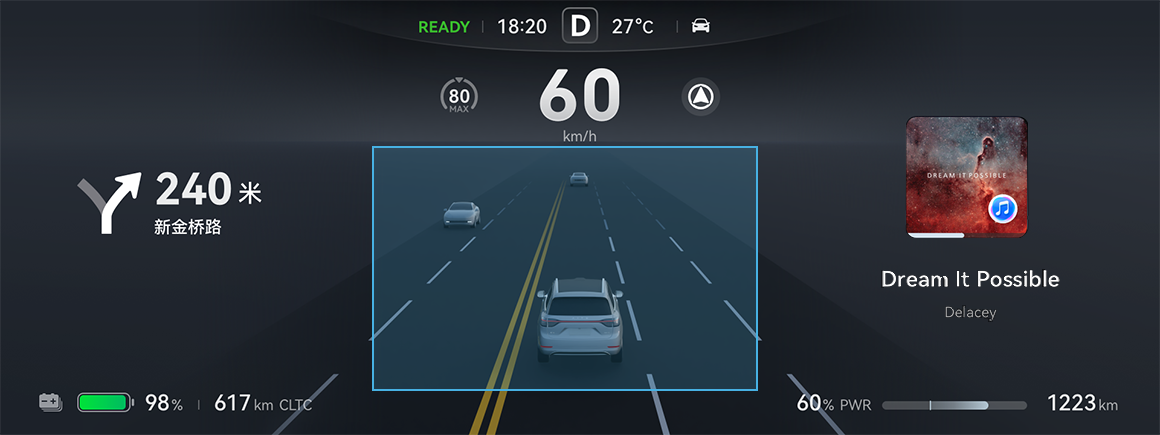 READY 18:20 D 27°C
80
MAX
60
km/h
240 米
新金桥路
DREAM IT POSSIBLE
Dream It Possible
Delacey
98% 617 km CLTC
60% PWR 1223 km